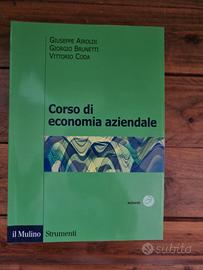 Giuseppe Airoldi
Giorgio Brunetti
Vittorio Coda
Corso di
economia aziendale
il Mulino
Strumenti
subito